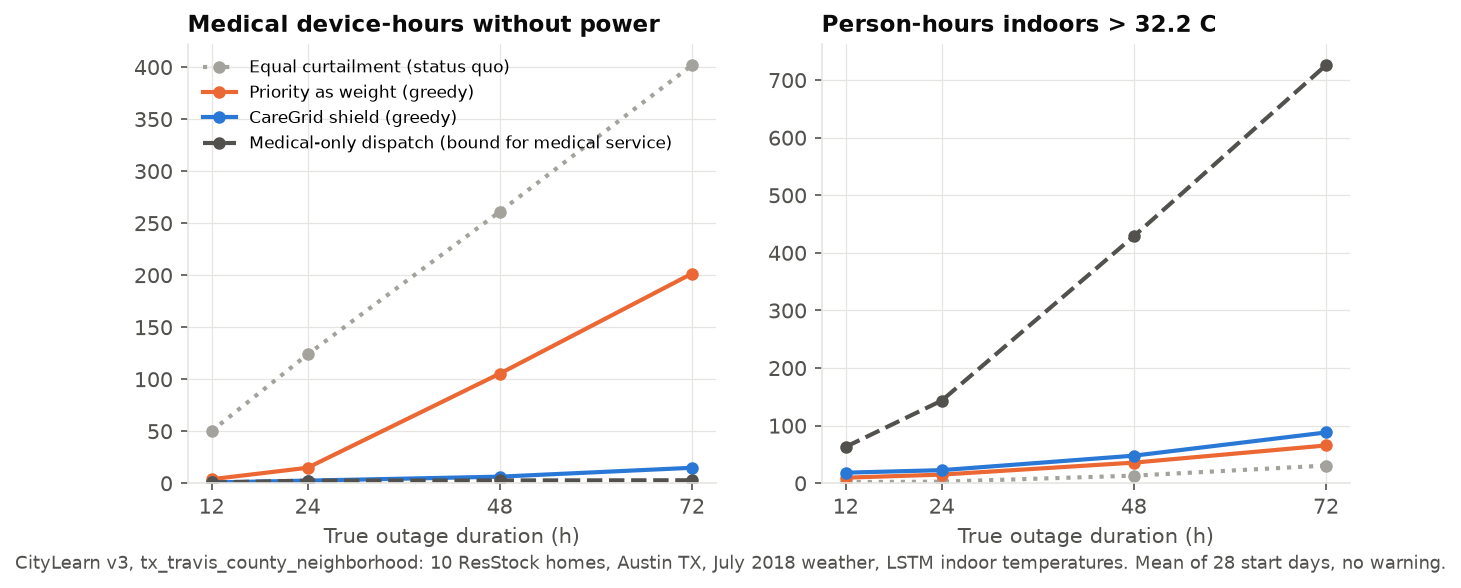 Medical device-hours without power
400
350
300
250
200
150
100
50
0
Equal curtailment (status quo)
Priority as weight (greedy)
CareGrid shield (greedy)
Medical-only dispatch (bound for medical service)
12 24 48 72
True outage duration (h)
Person-hours indoors > 32.2 C
700
600
500
400
300
200
100
0
12 24 48 72
True outage duration (h)
CityLearn v3, tx_travis_county_neighborhood: 10 ResStock homes, Austin TX, July 2018 weather, LSTM indoor temperatures. Mean of 28 start days, no warning.